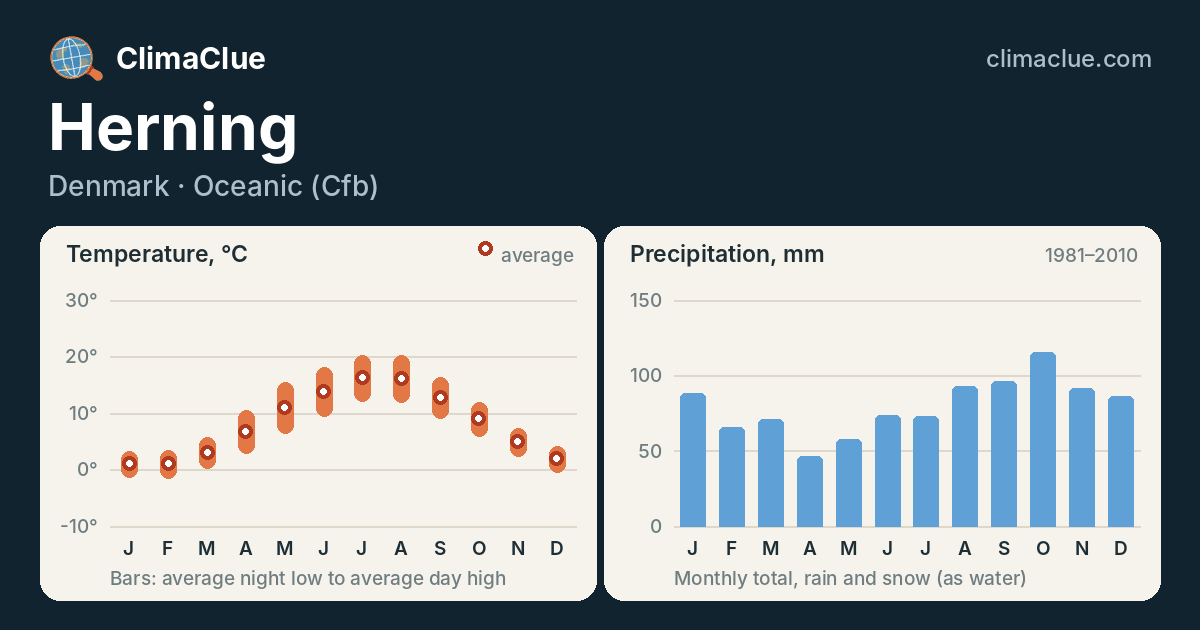 ClimaClue
climaclue.com
Herning
Denmark · Oceanic (Cfb)
Temperature, °C
average
30°
20°
10°
0°
-10°
J F M A M J J A S O N D
Bars: average night low to average day high
Precipitation, mm
1981–2010
150
100
50
0
J F M A M J J A S O N D
Monthly total, rain and snow (as water)